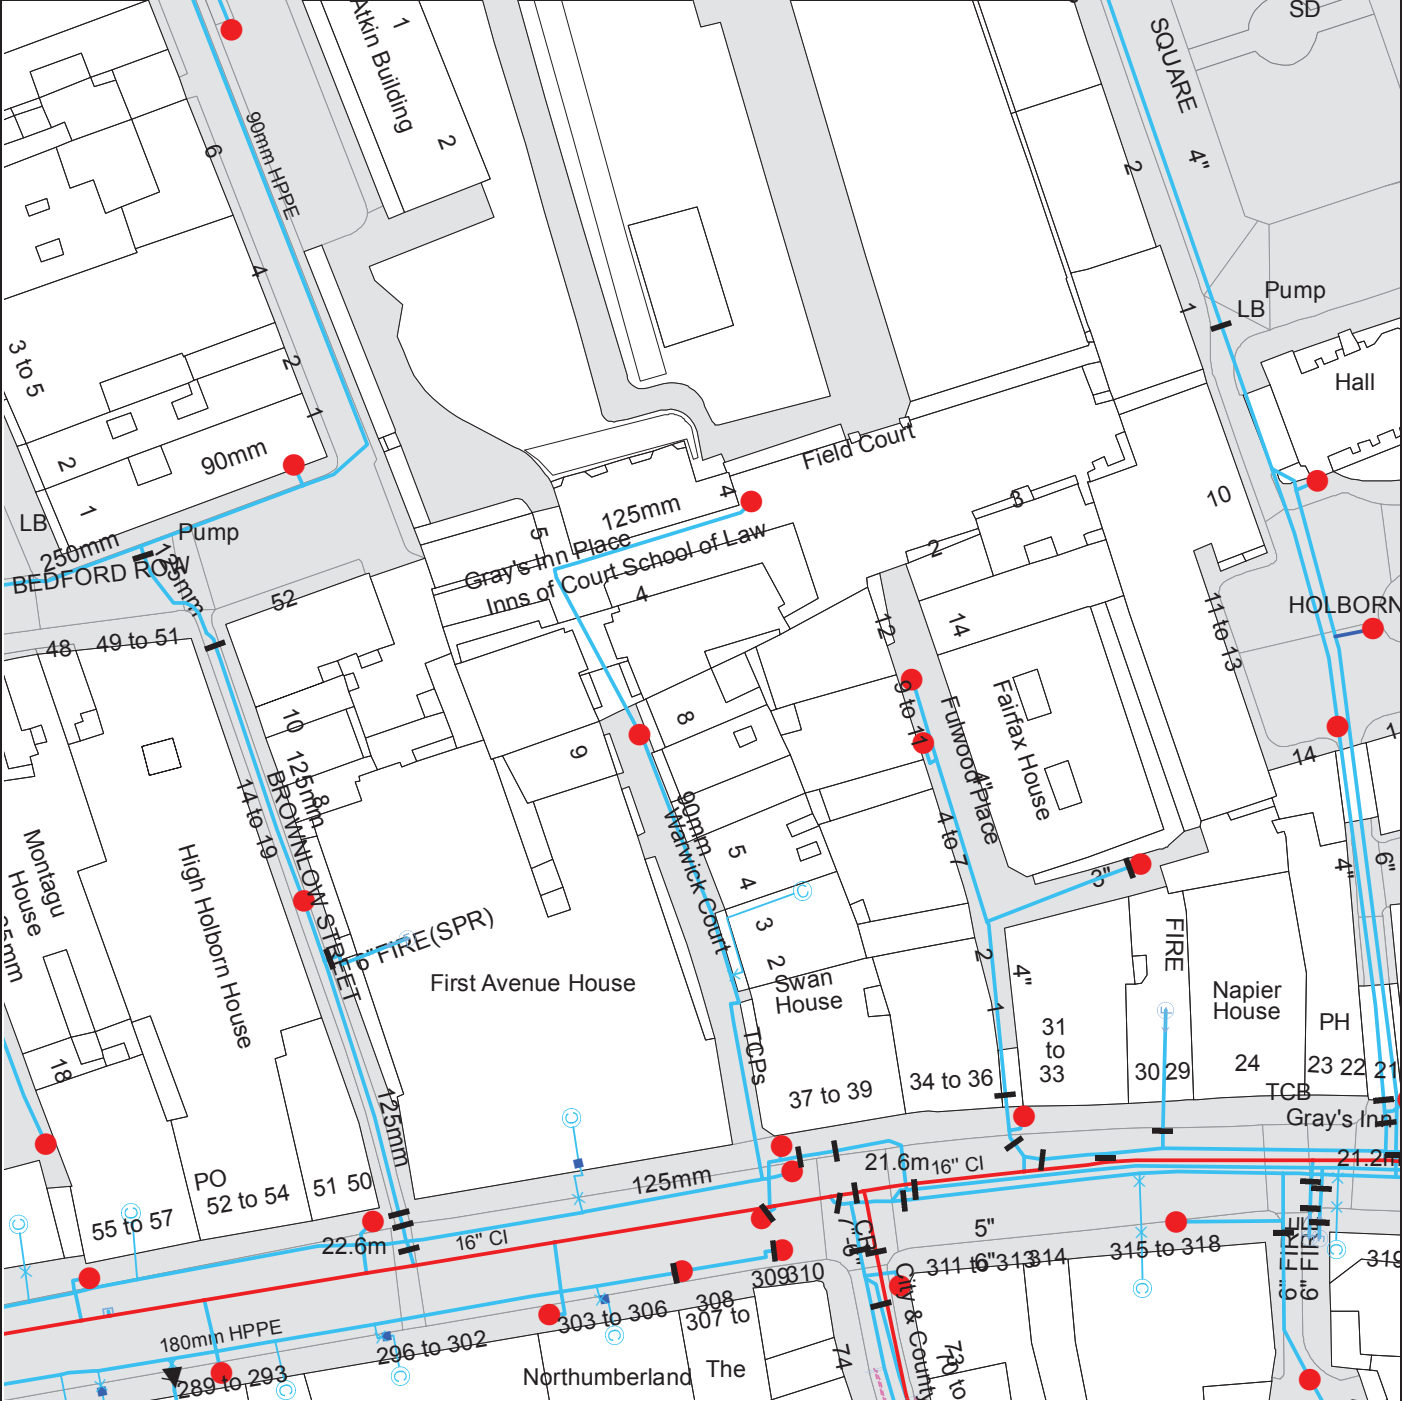 Atkin Building
1
2
SQUARE
SD
4"
2
6
90mm HPPE
4
Pump
LB
1
3 to 5
2
1
Hall
Field Court
2
90mm
1
LB
250mm
Pump
BEDFORD ROW
125mm
4
125mm
5
Gray's Inn Place
Inns of Court School of Law
4
3
2
10
52
48
49 to 51
12
14
11 to 13
HOLBORN
10
125mm
8
BROWNLOW STREET
14 to 19
9
8
9 to 11
Fulwood Place
4"
Fairfax House
14
Montagu
House
High Holborn House
90mm
Warwick Court
5
4
3
2
4 to 7
3"
4"
6"
6" FIRE(SPR)
First Avenue House
Swan
House
2
1
4"
FIRE
Napier
House
31
to
33
PH
18
TCPs
37 to 39
34 to 36
30
29
24
23
22
21
TCB
Gray's Inn
125mm
PO
52 to 54
51
50
55 to 57
125mm
21.6m
16" CI
21.2m
22.6m
16" CI
5"
6"
311 to 313
314
315 to 318
6" FIRE
6" FIRE
319
309
310
308
307 to
303 to 306
City & County
180mm HPPE
296 to 302
289 to 293
Northumberland
The
74
73
70 to